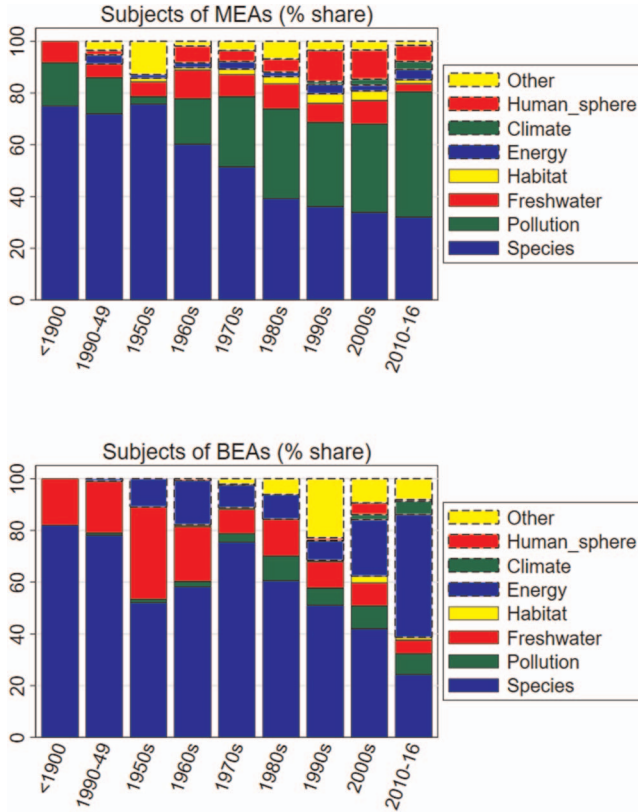 Subjects of MEAs (% share)
100
80
60
40
20
0
Other
Human_sphere
Climate
Energy
Habitat
Freshwater
Pollution
Species
<1900
1990-49
1950s
1960s
1970s
1980s
1990s
2000s
2010-16
Subjects of BEAs (% share)
100
80
60
40
20
0
Other
Human_sphere
Climate
Energy
Habitat
Freshwater
Pollution
Species
<1900
1990-49
1950s
1960s
1970s
1980s
1990s
2000s
2010-16